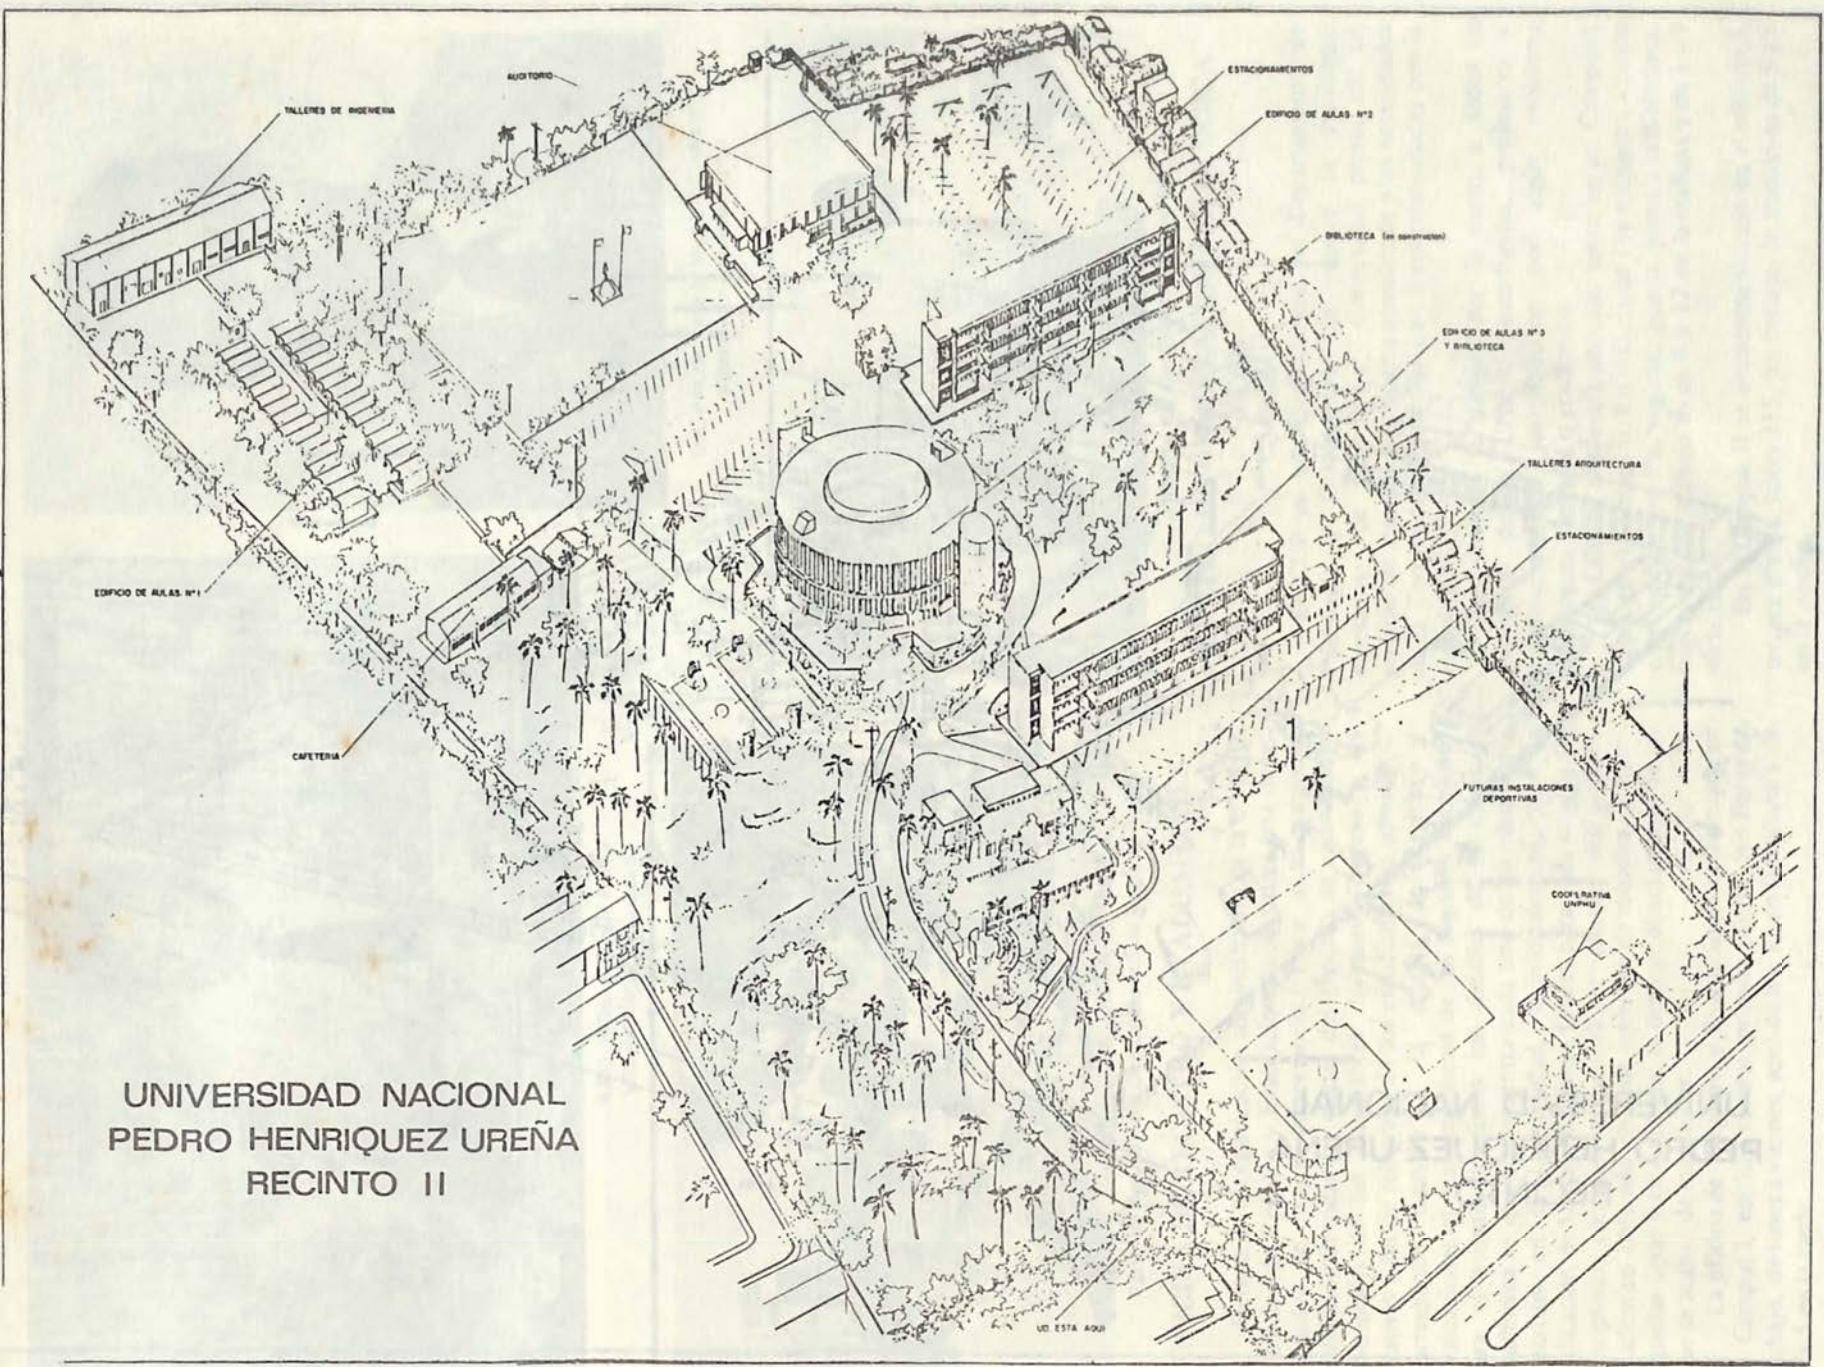 AUDITORIO
ESTACIONAMIENTOS
TALLERES DE INGENIERIA
EDIFICIO DE AULAS Nº2
BIBLIOTECA (en construccion)
EDIFICIO DE AULAS Nº 3
Y BIBLIOTECA
TALLERES ARQUITECTURA
ESTACIONAMIENTOS
EDIFICIO DE AULAS Nº1
CAFETERIA
FUTURAS INSTALACIONES
DEPORTIVAS
COOPERATIVA
UNPHU
UNIVERSIDAD NACIONAL
PEDRO HENRIQUEZ UREÑA
RECINTO II
UD. ESTA AQUI